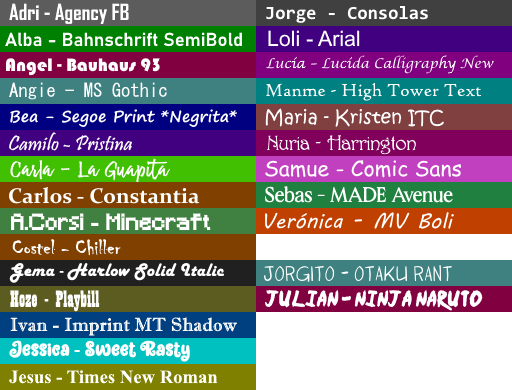 Adri - Agency FB
Alba - Bahnschrift SemiBold
Angel - Bauhaus 93
Angie - MS Gothic
Bea - Segoe Print *Negrita*
Camilo - Pristina
Carla - La Guapita
Carlos - Constantia
A.Corsi - Minecraft
Costel - Chiller
Gema - Harlow Solid Italic
Hoze - Playbill
Ivan - Imprint MT Shadow
Jessica - Sweet Rasty
Jesus - Times New Roman
Jorge - Consolas
Loli - Arial
Lucía - Lucida Calligraphy New
Manme - High Tower Text
Maria - Kristen ITC
Nuria - Harrington
Samue - Comic Sans
Sebas - MADE Avenue
Verónica - MV Boli
JORGITO - OTAKU RANT
JULIAN - NINJA NARUTO